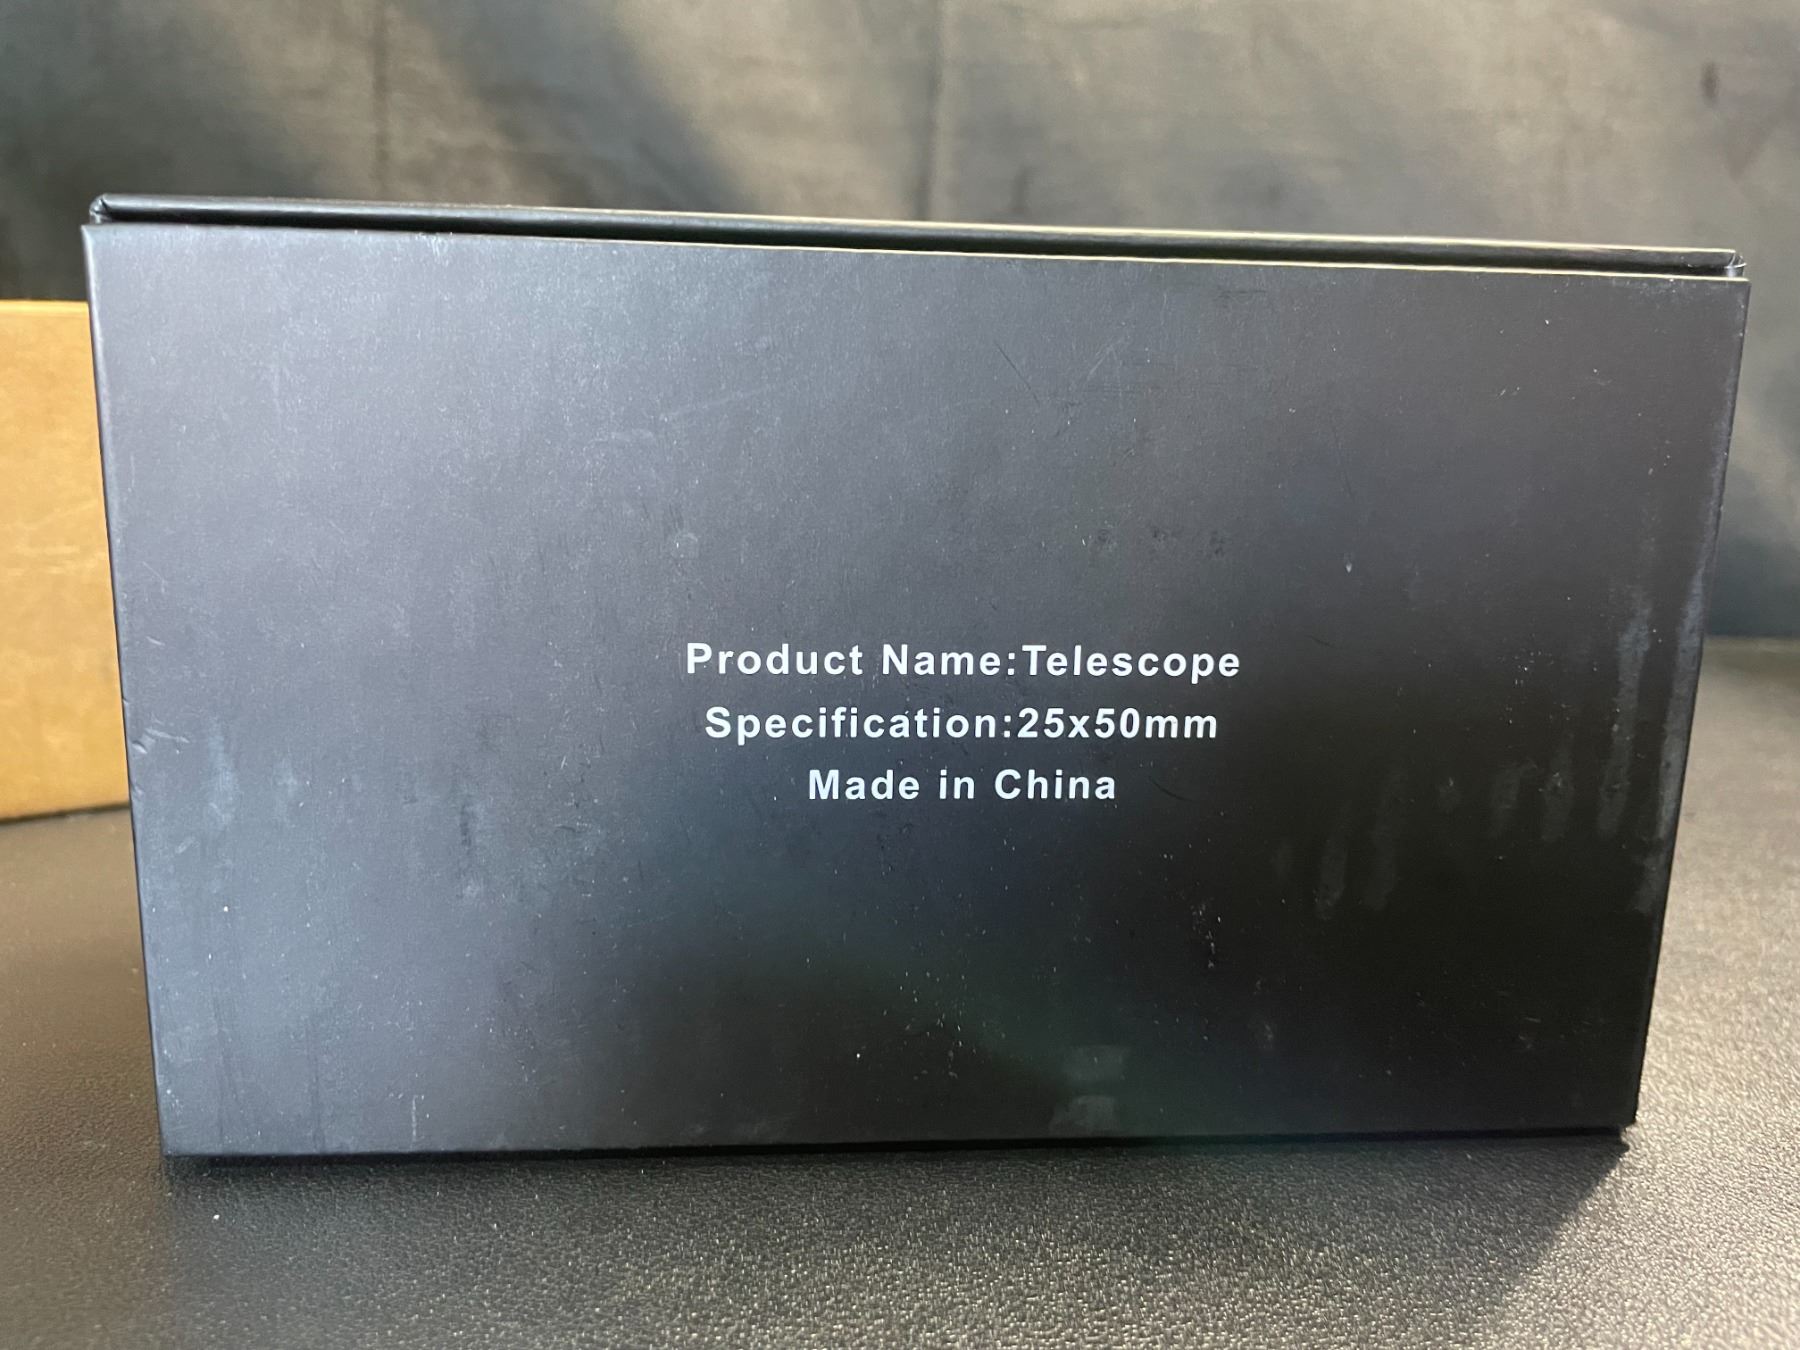 Product Name:Telescope
Specification:25x50mm
Made in China